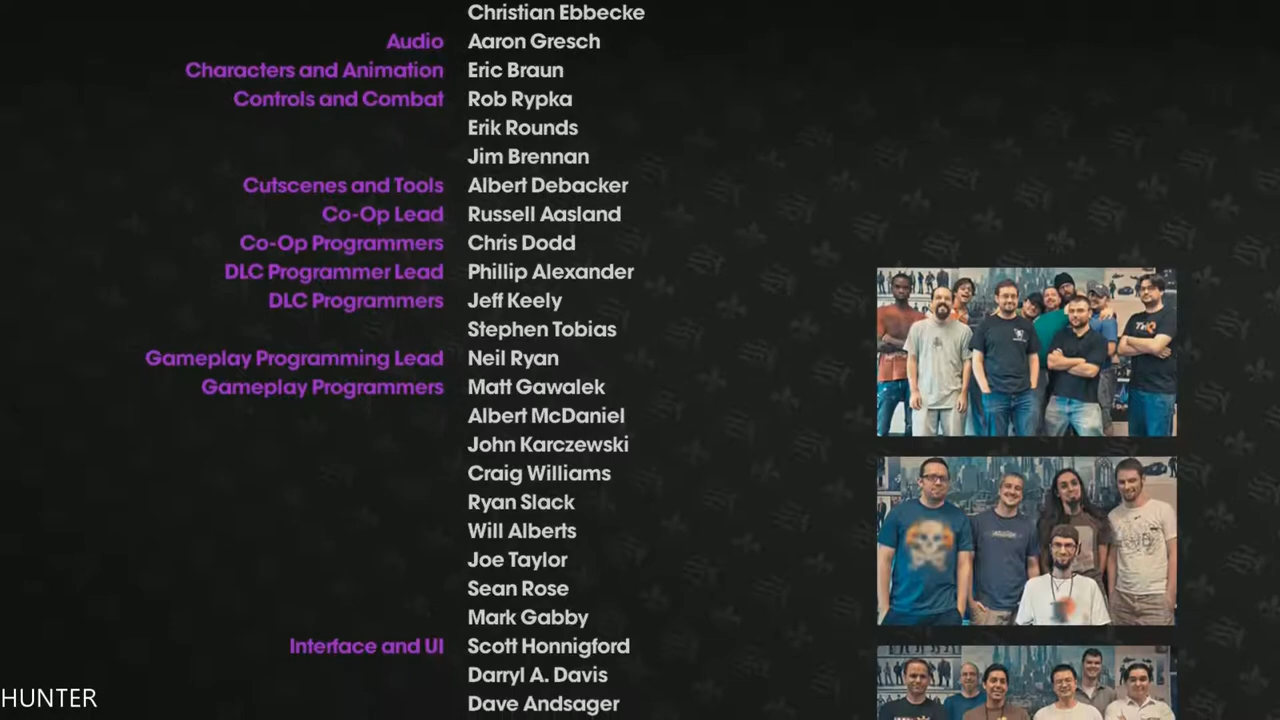 Christian Ebbecke
Audio Aaron Gresch
Characters and Animation Eric Braun
Controls and Combat Rob Rypka
Erik Rounds
Jim Brennan
Cutscenes and Tools Albert Debacker
Co-Op Lead Russell Aasland
Co-Op Programmers Chris Dodd
DLC Programmer Lead Phillip Alexander
DLC Programmers Jeff Keely
Stephen Tobias
Gameplay Programming Lead Neil Ryan
Gameplay Programmers Matt Gawalek
Albert McDaniel
John Karczewski
Craig Williams
Ryan Slack
Will Alberts
Joe Taylor
Sean Rose
Mark Gabby
Interface and UI Scott Honnigford
Darryl A. Davis
Dave Andsager
HUNTER